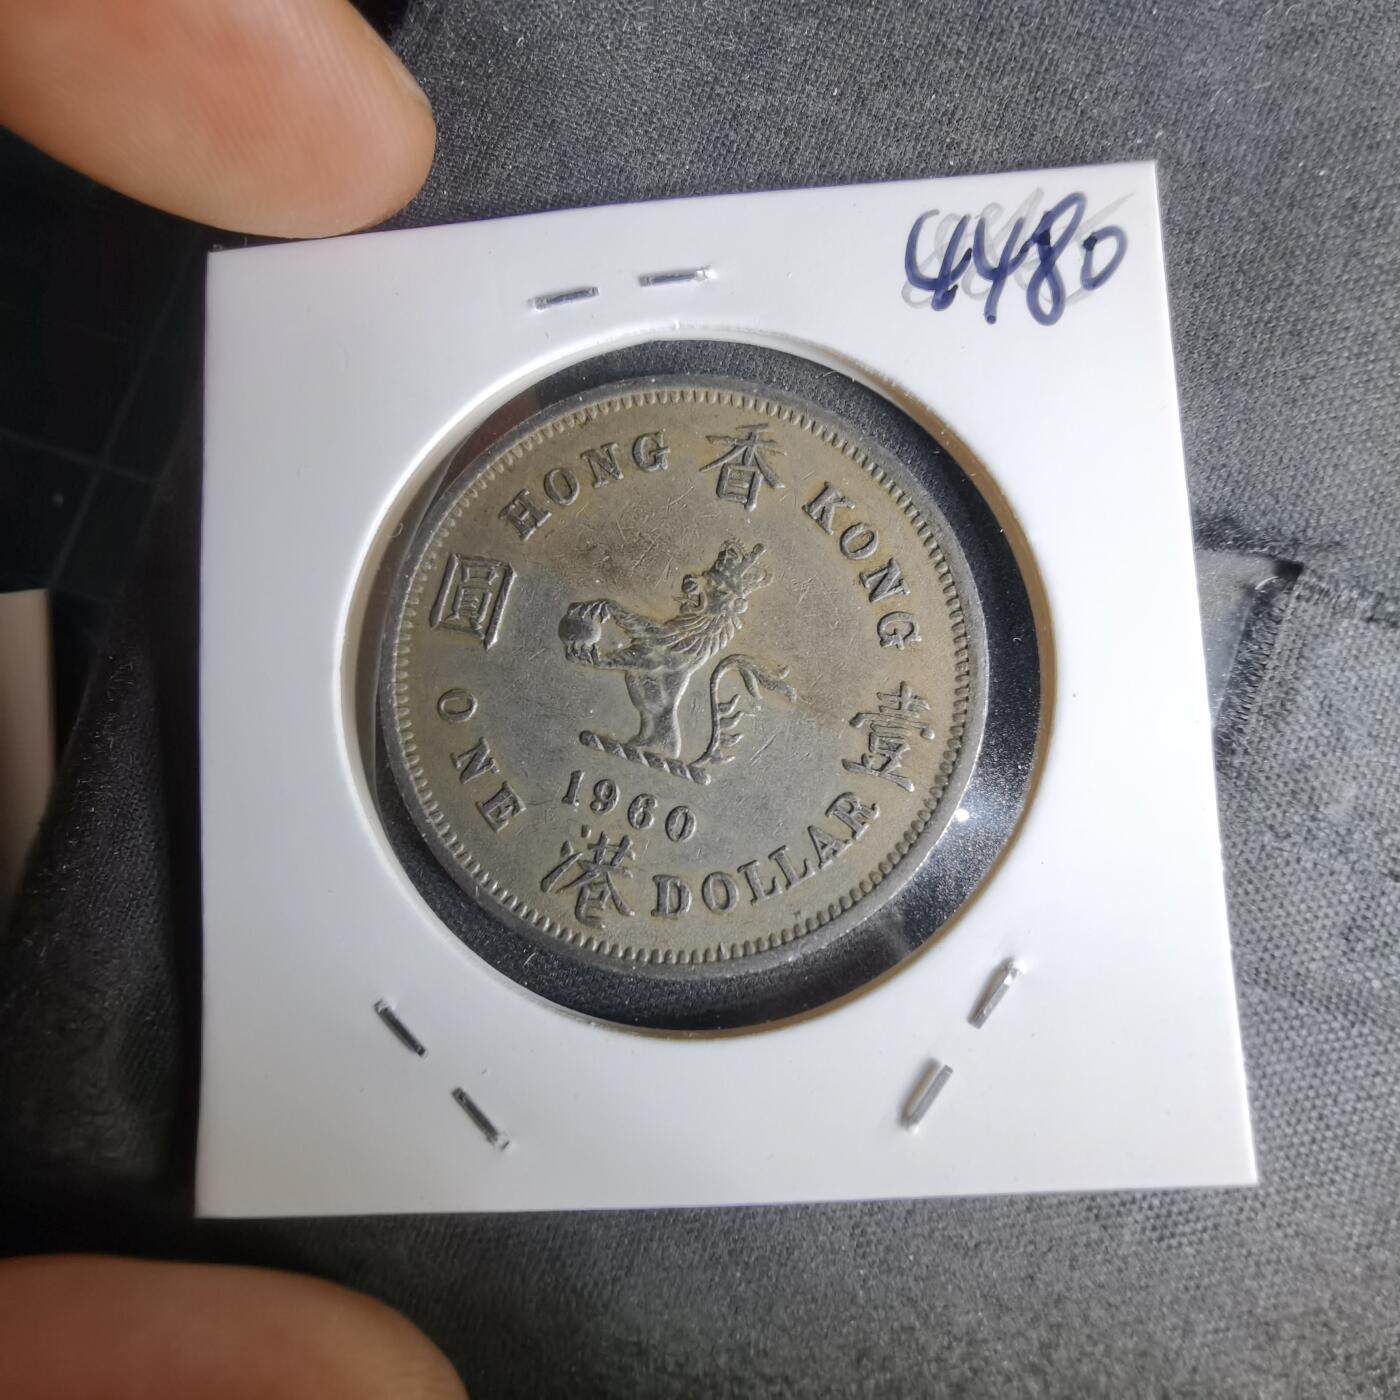 4480
HONG 香 KONG
圓 壹
1960
ONE 港 DOLLAR